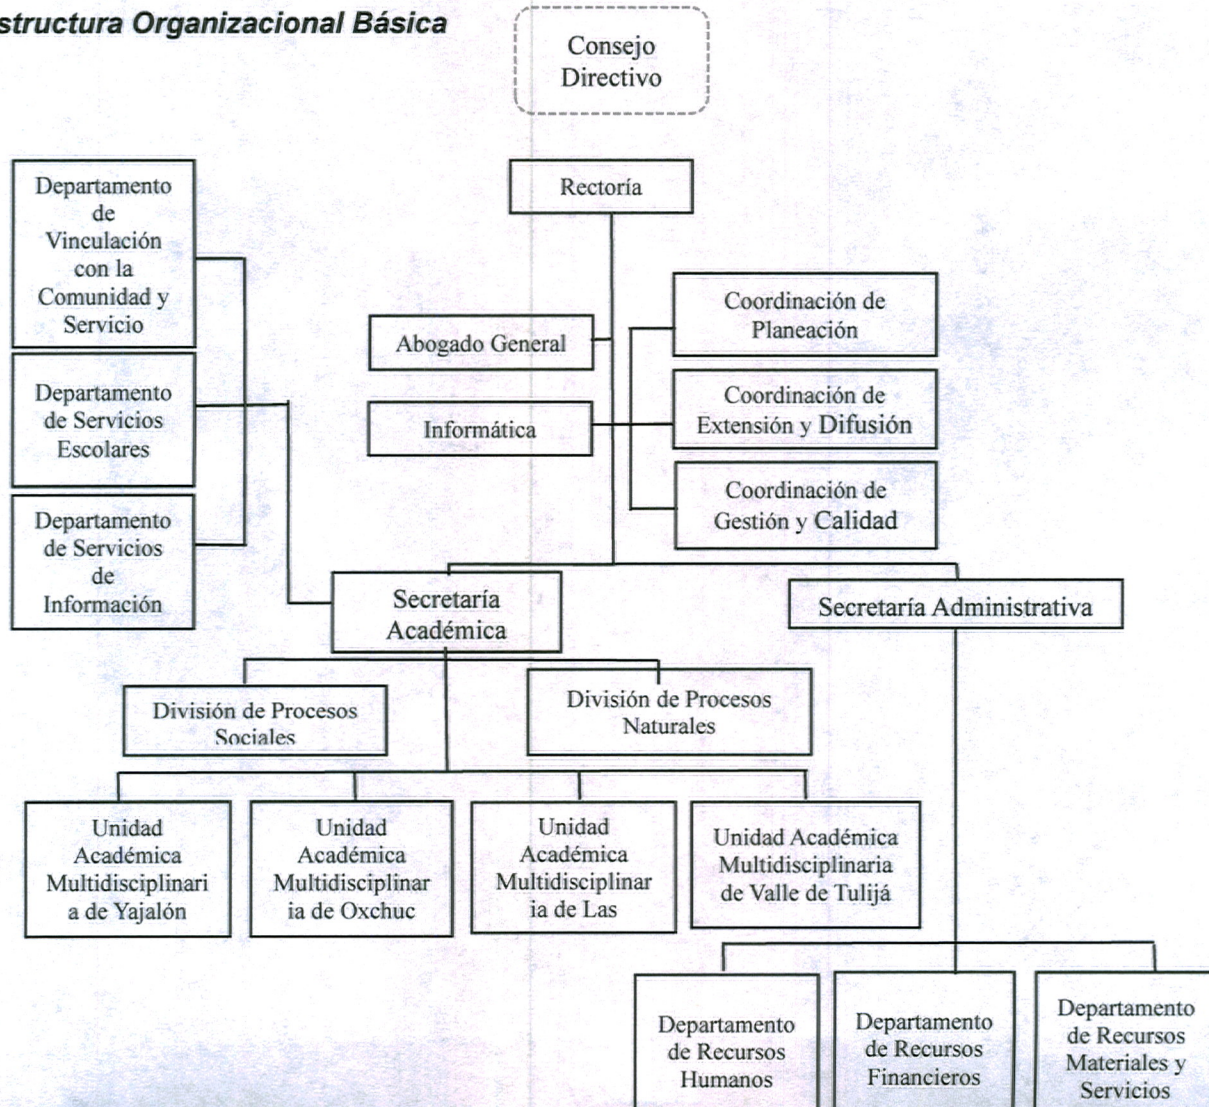 structura Organizacional Básica
Consejo
Directivo
Rectoría
Departamento
de
Vinculación
con la
Comunidad y
Servicio
Departamento
de Servicios
Escolares
Departamento
de Servicios
de
Información
Abogado General
Informática
Coordinación de
Planeación
Coordinación de
Extensión y Difusión
Coordinación de
Gestión y Calidad
Secretaría
Académica
Secretaría Administrativa
División de Procesos
Sociales
División de Procesos
Naturales
Unidad
Académica
Multidisciplinari
a de Yajalón
Unidad
Académica
Multidisciplinar
ia de Oxchuc
Unidad
Académica
Multidisciplinar
ia de Las
Unidad Académica
Multidisciplinaria
de Valle de Tulijá
Departamento
de Recursos
Humanos
Departamento
de Recursos
Financieros
Departamento
de Recursos
Materiales y
Servicios